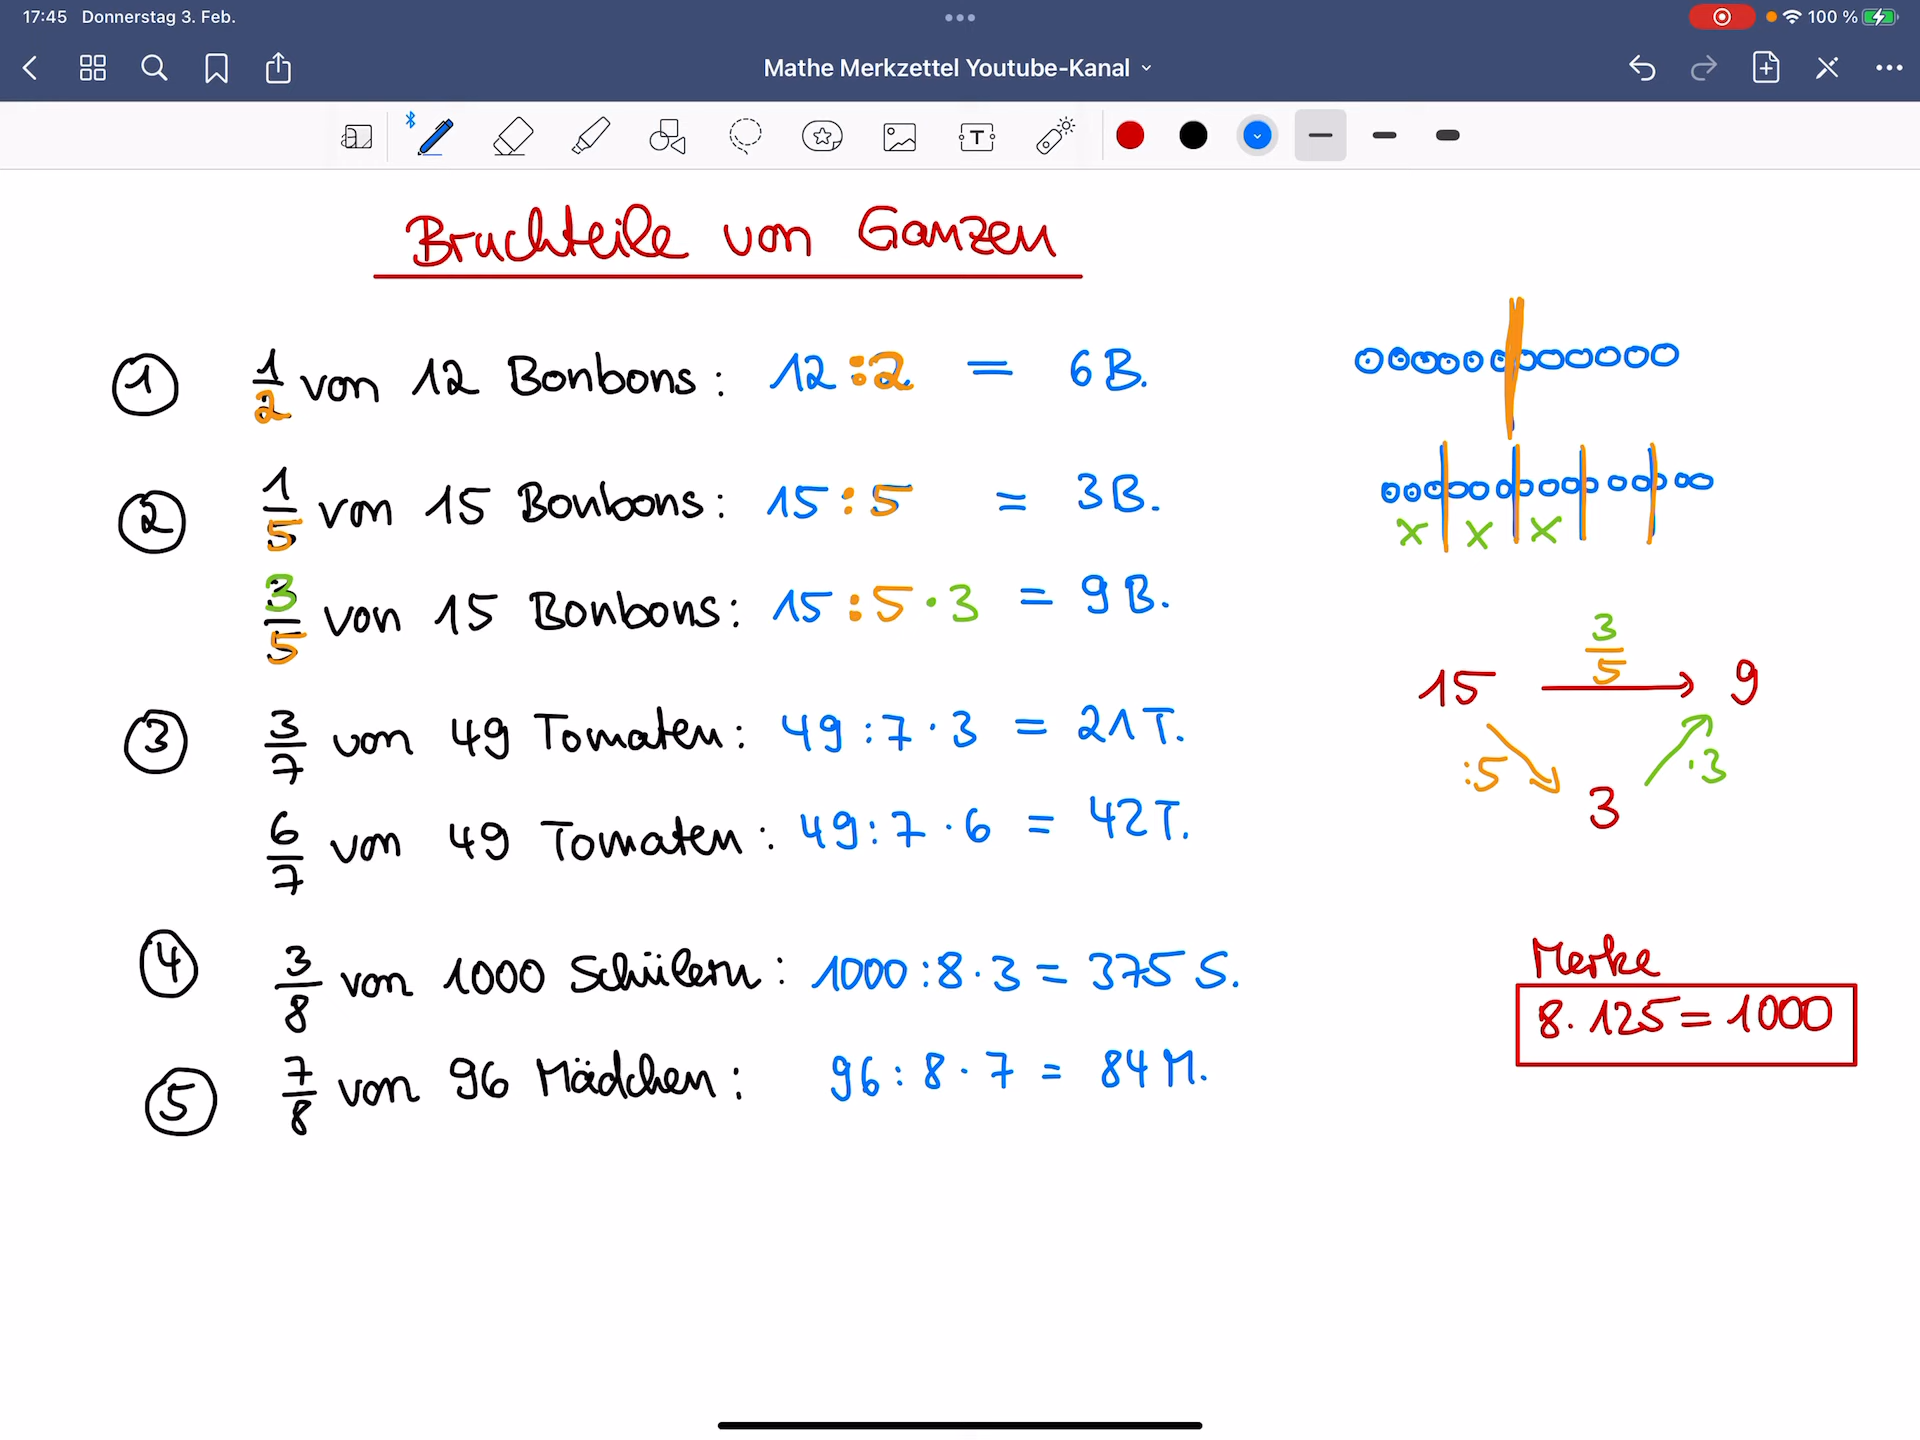 17:45 Donnerstag 3. Feb.
100 %
Mathe Merkzettel Youtube-Kanal
Bruchteile von Ganzen
① 1/2 von 12 Bonbons: 12 : 2 = 6 B.
② 1/5 von 15 Bonbons: 15 : 5 = 3 B.
x x x
3/5 von 15 Bonbons: 15 : 5 · 3 = 9 B.
15 3/5 9
:5 3 ·3
③ 3/7 von 49 Tomaten: 49 : 7 · 3 = 21 T.
6/7 von 49 Tomaten: 49 : 7 · 6 = 42 T.
④ 3/8 von 1000 Schülern: 1000 : 8 · 3 = 375 S.
Merke
8 · 125 = 1000
⑤ 7/8 von 96 Mädchen: 96 : 8 · 7 = 84 M.